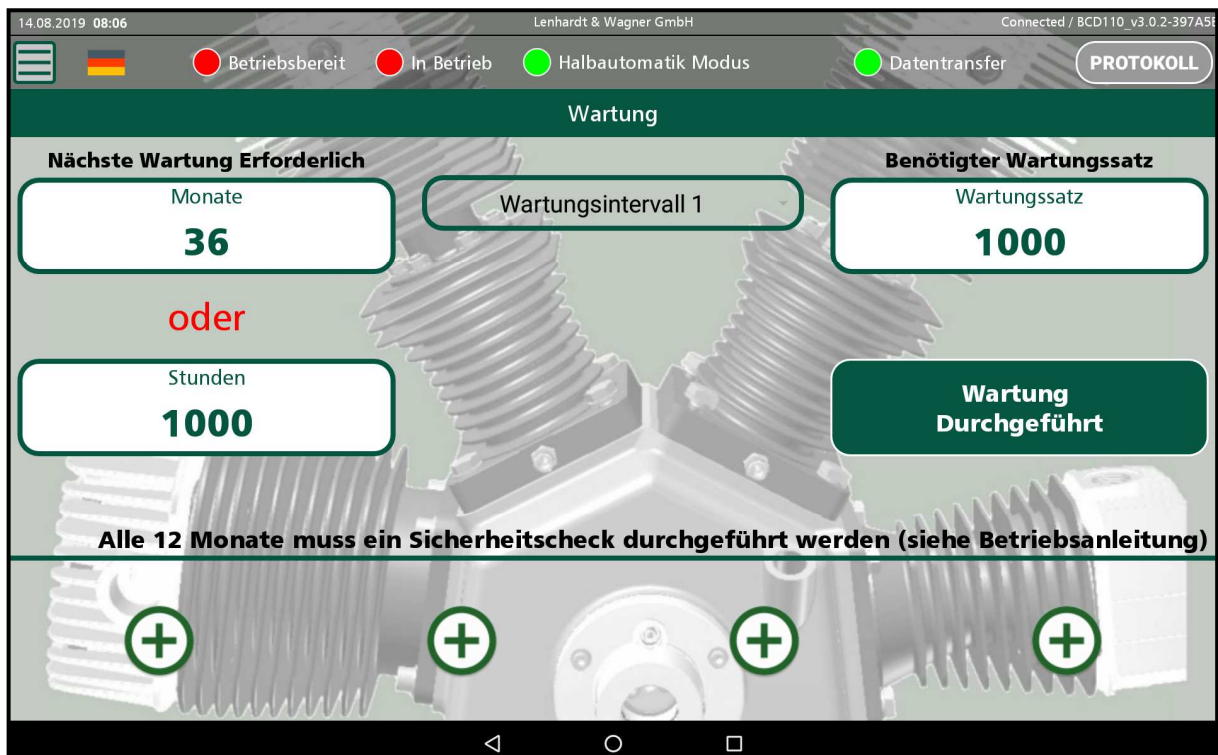 14.08.2019 08:06
Lenhardt & Wagner GmbH
Connected / BCD110_v3.0.2-397A5E
Betriebsbereit
In Betrieb
Halbautomatik Modus
Datentransfer
PROTOKOLL
Wartung
Nächste Wartung Erforderlich
Benötigter Wartungssatz
Monate
36
Wartungsintervall 1
Wartungssatz
1000
oder
Stunden
1000
Wartung
Durchgeführt
Alle 12 Monate muss ein Sicherheitscheck durchgeführt werden (siehe Betriebsanleitung)